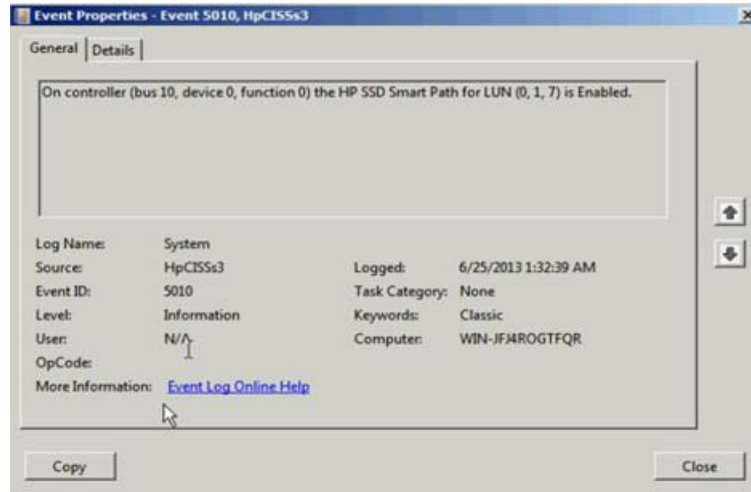 Event Properties - Event 5010, HpCISSs3
General Details
On controller (bus 10, device 0, function 0) the HP SSD Smart Path for LUN (0, 1, 7) is Enabled.
Log Name: System
Source: HpCISSs3 Logged: 6/25/2013 1:32:39 AM
Event ID: 5010 Task Category: None
Level: Information Keywords: Classic
User: N/A Computer: WIN-JFJ4ROGTFQR
OpCode:
More Information: Event Log Online Help
Copy Close